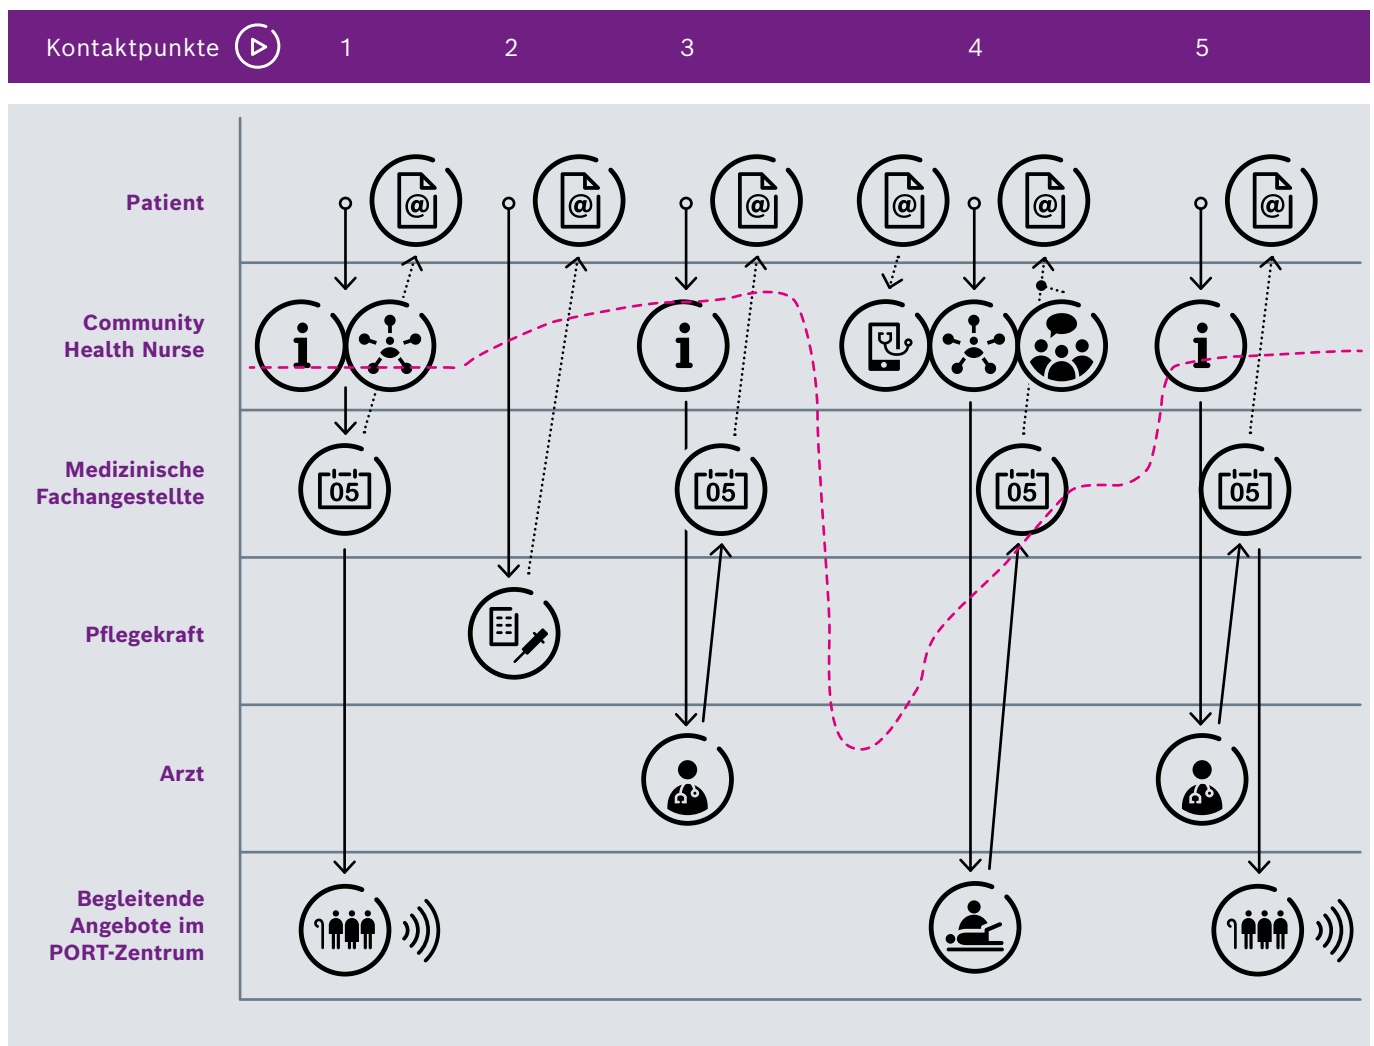 Kontaktpunkte 1 2 3 4 5
Patient
@ @ @ @ @ @
Community
Health Nurse
i i i
Medizinische
Fachangestellte
05 05 05 05
Pflegekraft
Arzt
Begleitende
Angebote im
PORT-Zentrum